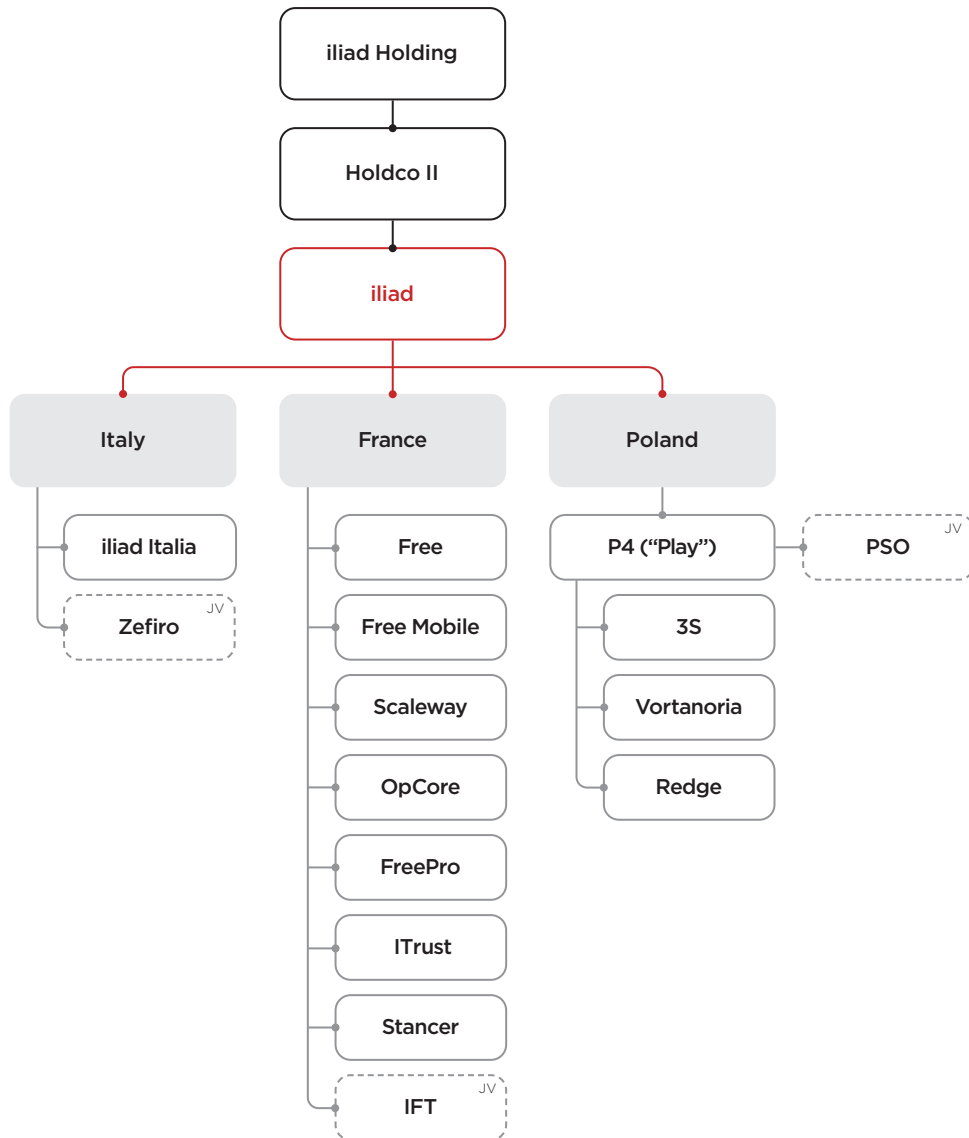 iliad Holding
Holdco II
iliad
Italy
France
Poland
iliad Italia
Zefiro
JV
Free
Free Mobile
Scaleway
OpCore
FreePro
ITrust
Stancer
IFT
JV
P4 (“Play”)
PSO
JV
3S
Vortanoria
Redge